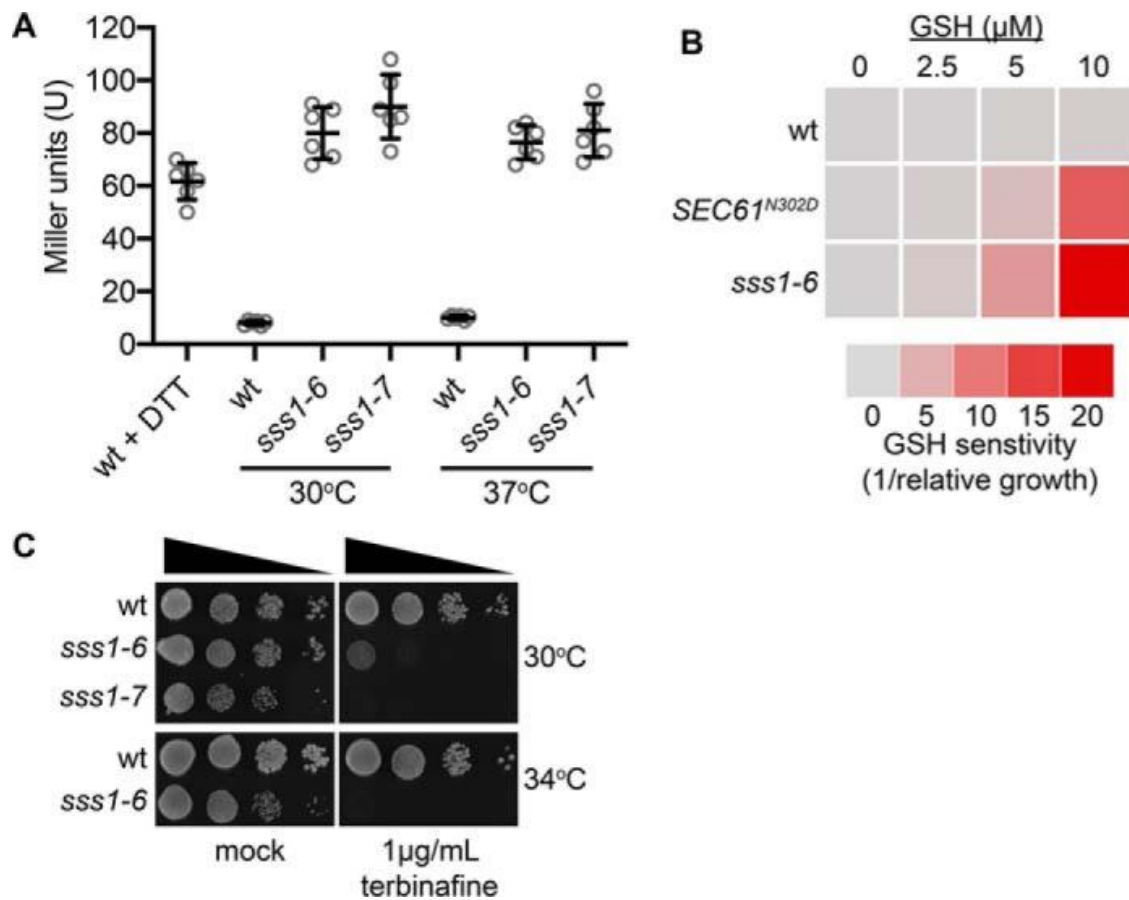 A
Miller units (U)
120
100
80
60
40
20
0
wt + DTT
wt
sss1-6
sss1-7
wt
sss1-6
sss1-7
30°C
37°C
B
GSH (µM)
0 2.5 5 10
wt
SEC61N302D
sss1-6
0 5 10 15 20
GSH senstivity
(1/relative growth)
C
wt
sss1-6
sss1-7
30°C
wt
sss1-6
34°C
mock
1µg/mL
terbinafine